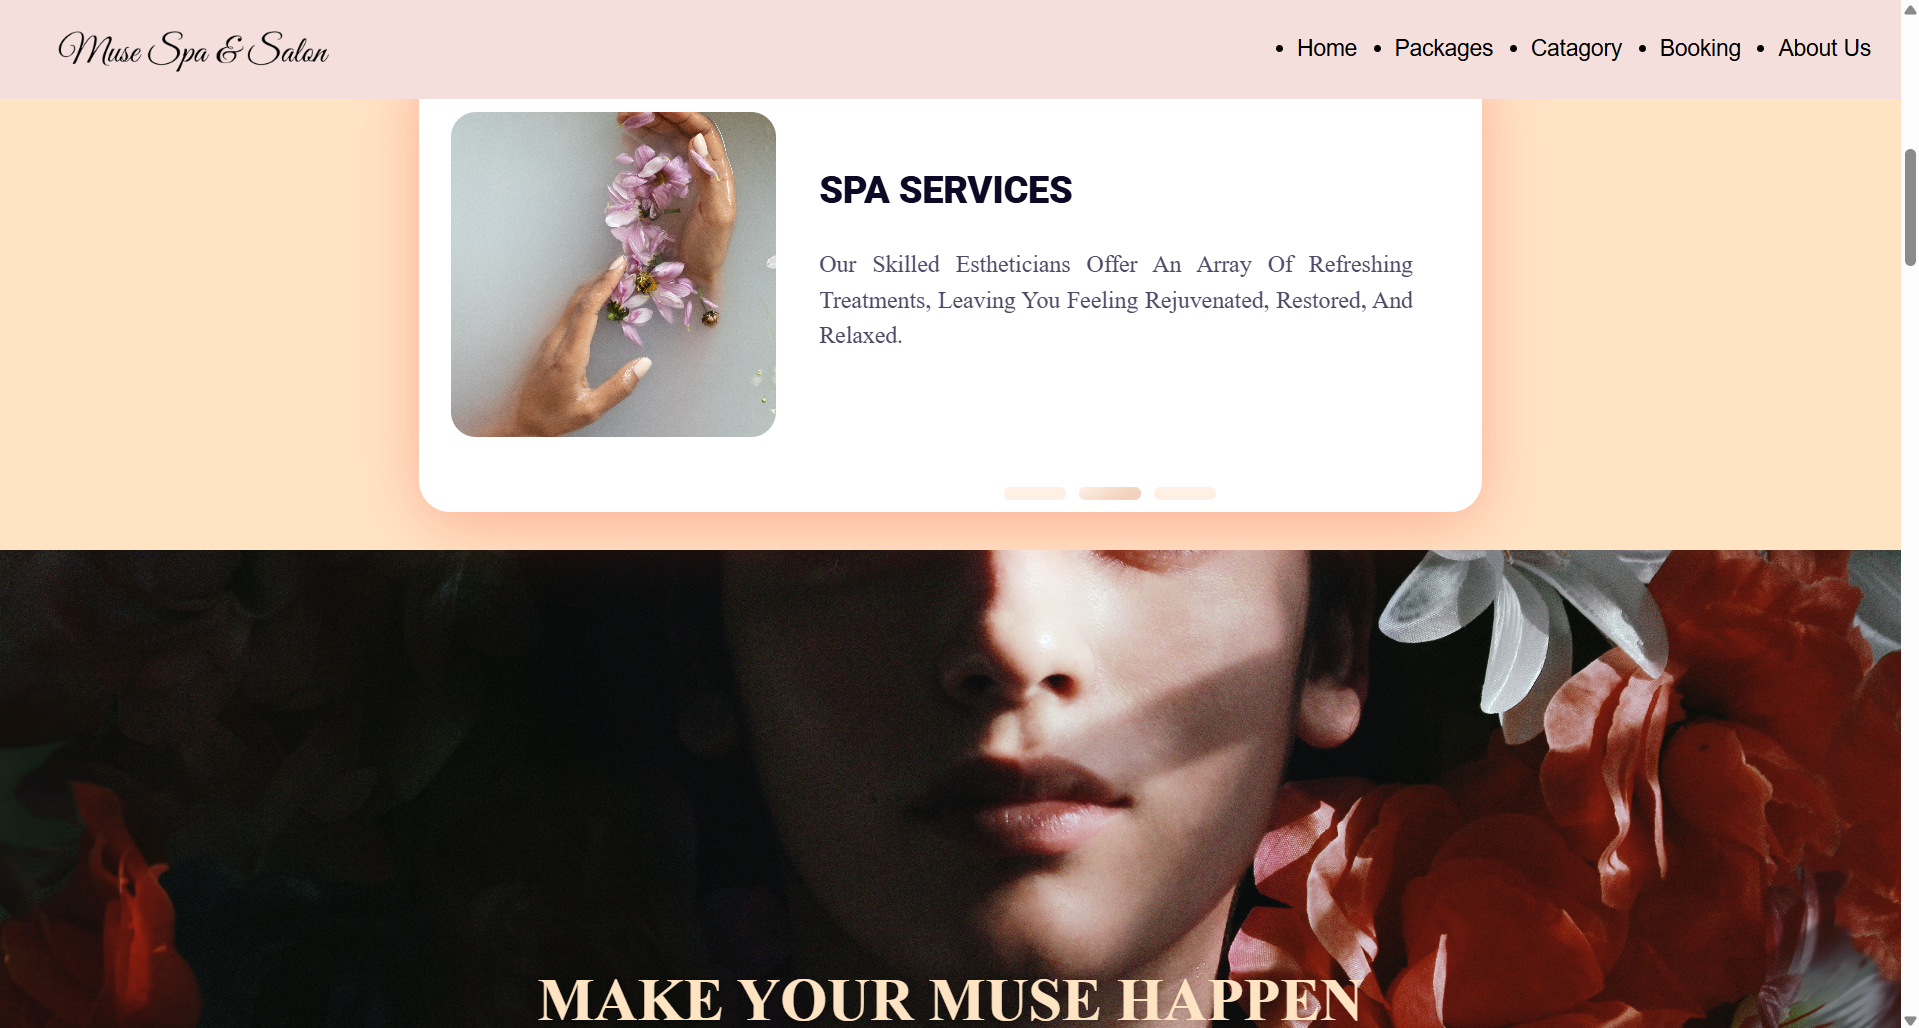 Muse Spa & Salon
Home
Packages
Catagory
Booking
About Us
SPA SERVICES
Our Skilled Estheticians Offer An Array Of Refreshing
Treatments, Leaving You Feeling Rejuvenated, Restored, And
Relaxed.
MAKE YOUR MUSE HAPPEN